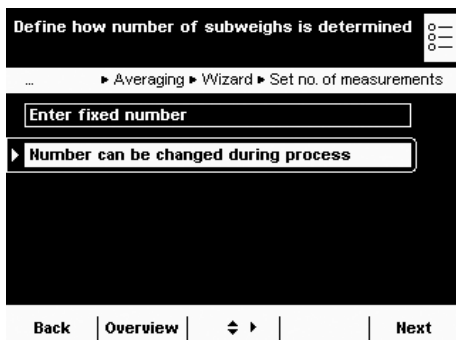 Define how number of subweighs is determined
... ▸ Averaging ▸ Wizard ▸ Set no. of measurements
Enter fixed number
Number can be changed during process
Back Overview Next